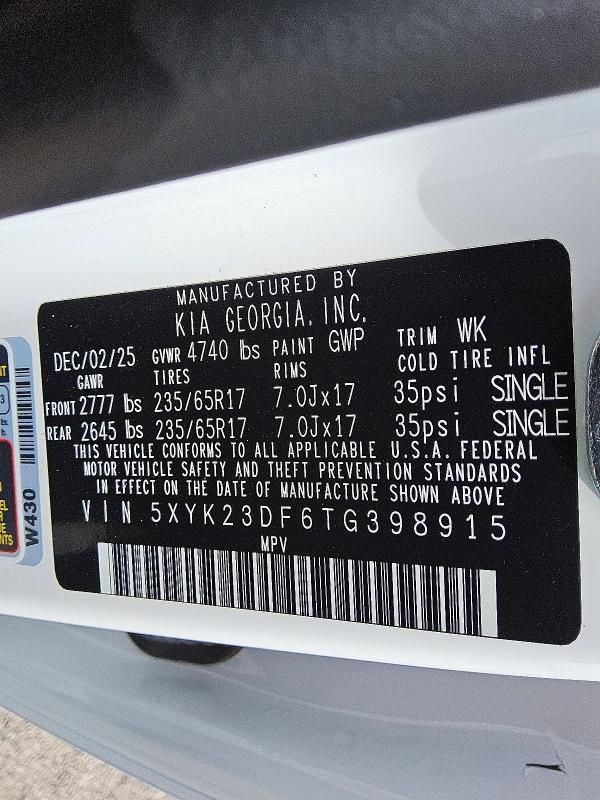 MANUFACTURED BY
KIA GEORGIA, INC.
DEC/02/25 GVWR 4740 lbs PAINT GWP TRIM WK
GAWR TIRES RIMS COLD TIRE INFL
FRONT 2777 lbs 235/65R17 7.0Jx17 35psi SINGLE
REAR 2645 lbs 235/65R17 7.0Jx17 35psi SINGLE
THIS VEHICLE CONFORMS TO ALL APPLICABLE U.S.A. FEDERAL
MOTOR VEHICLE SAFETY AND THEFT PREVENTION STANDARDS
IN EFFECT ON THE DATE OF MANUFACTURE SHOWN ABOVE
VIN 5XYK23DF6TG398915
MPV
W430